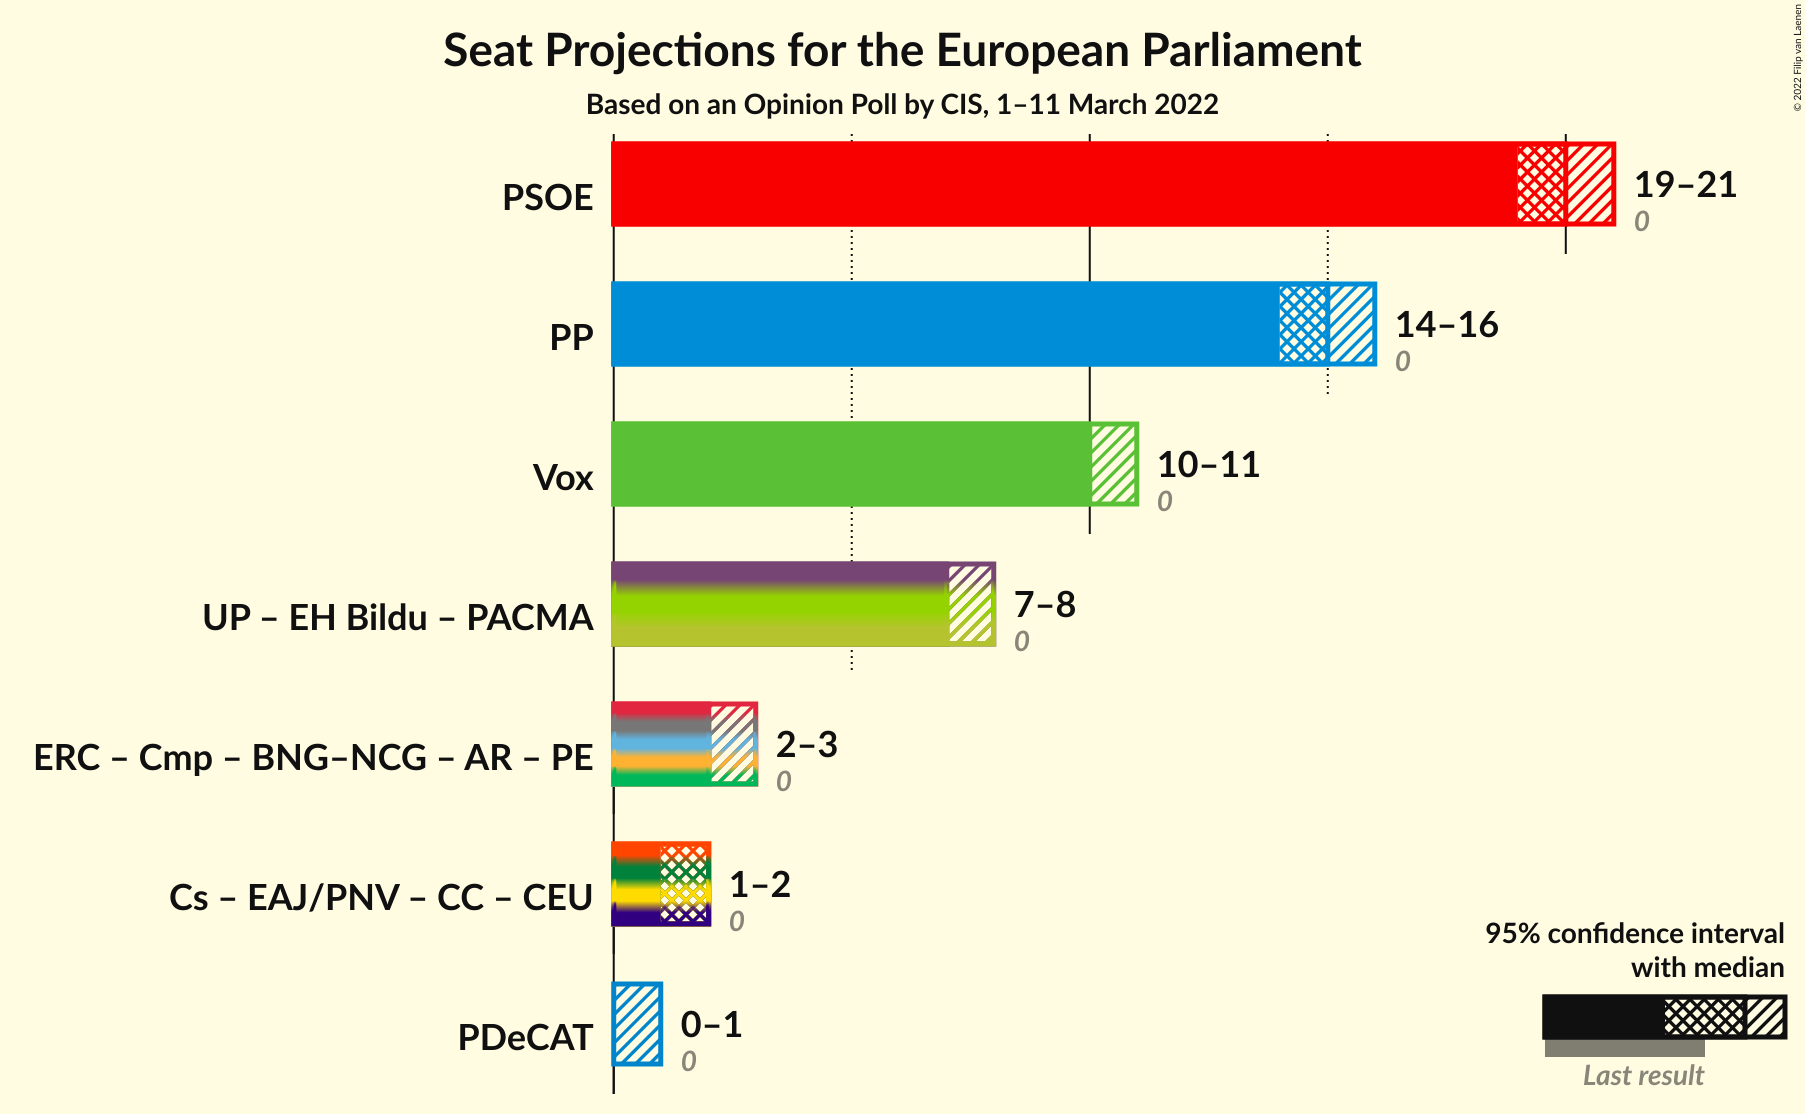 Seat Projections for the European Parliament
Based on an Opinion Poll by CIS, 1–11 March 2022
© 2022 Filip van Laenen
PSOE
19–21
0
PP
14–16
0
Vox
10–11
0
UP – EH Bildu – PACMA
7–8
0
ERC – Cmp – BNG–NCG – AR – PE
2–3
0
Cs – EAJ/PNV – CC – CEU
1–2
0
PDeCAT
0–1
0
95% confidence interval
with median
Last result